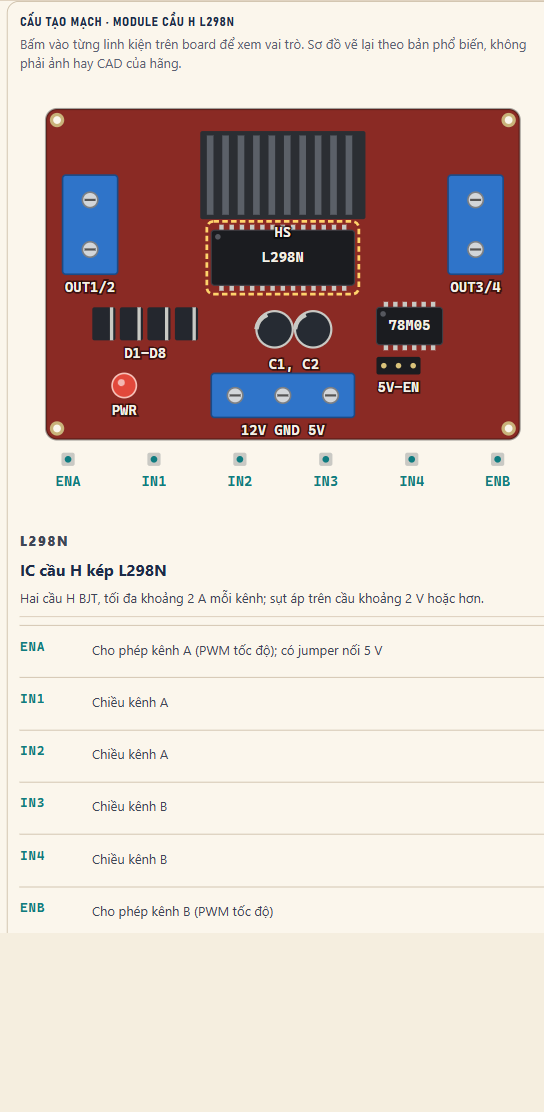 CẤU TẠO MẠCH · MODULE CẦU H L298N
Bấm vào từng linh kiện trên board để xem vai trò. Sơ đồ vẽ lại theo bản phổ biến, không
phải ảnh hay CAD của hãng.
HS
L298N
OUT1/2
OUT3/4
78M05
D1-D8
C1, C2
5V-EN
PWR
12V GND 5V
ENA
IN1
IN2
IN3
IN4
ENB
L298N
IC cầu H kép L298N
Hai cầu H BJT, tối đa khoảng 2 A mỗi kênh; sụt áp trên cầu khoảng 2 V hoặc hơn.
ENA Cho phép kênh A (PWM tốc độ); có jumper nối 5 V
IN1 Chiều kênh A
IN2 Chiều kênh A
IN3 Chiều kênh B
IN4 Chiều kênh B
ENB Cho phép kênh B (PWM tốc độ)